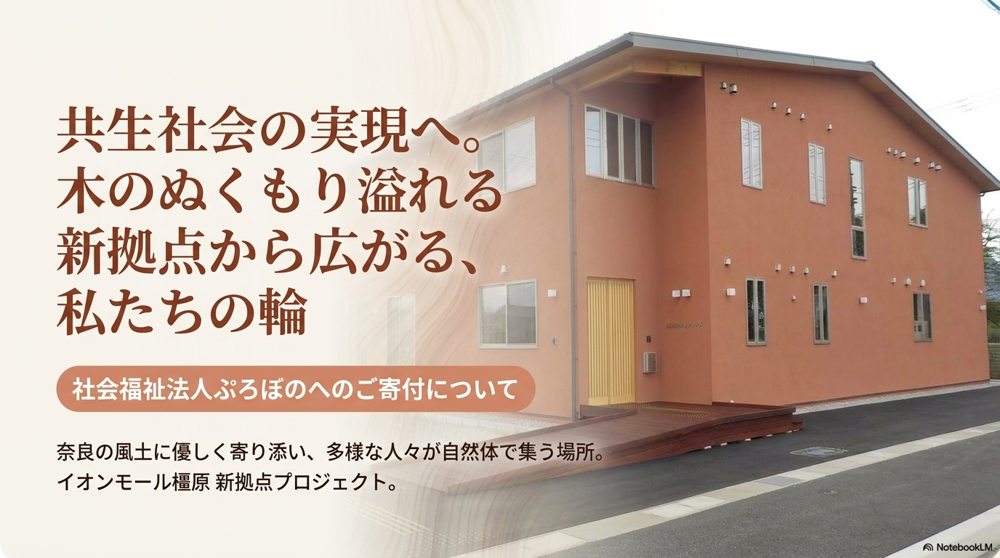 共生社会の実現へ。
木のぬくもり溢れる
新拠点から広がる、
私たちの輪
社会福祉法人ぷろぼのへのご寄付について
奈良の風土に優しく寄り添い、多様な人々が自然体で集う場所。
イオンモール橿原 新拠点プロジェクト。
NotebookLM